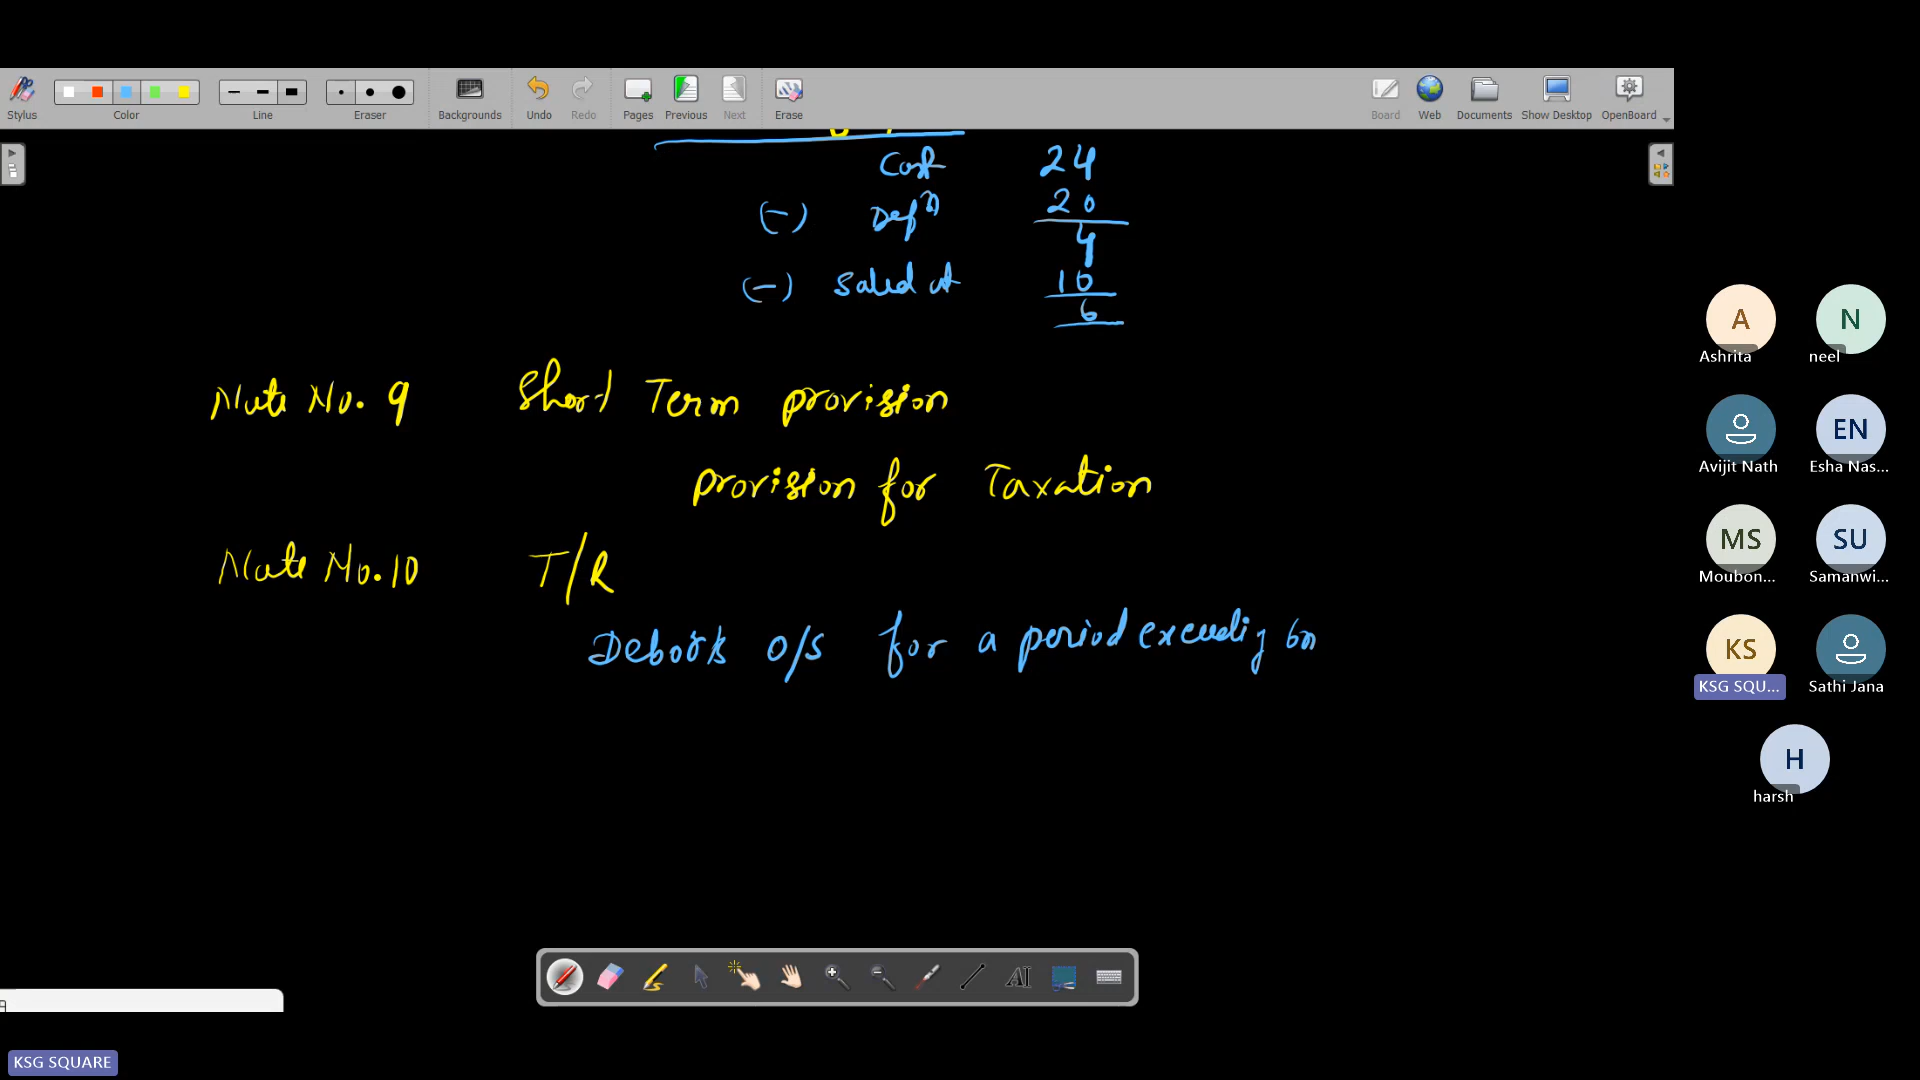 Stylus
Color
Line
Eraser
Backgrounds
Undo
Redo
Pages
Previous
Next
Erase
Board
Web
Documents
Show Desktop
OpenBoard
Cost 24
(-) Depn 20
4
(-) Saled at 10
6
Note No. 9 Short Term provision
provision for Taxation
Note No. 10 T/R
Debotrs o/s for a period exceeding 6m
A
Ashrita
N
neel
Avijit Nath
EN
Esha Nas...
MS
Moubon...
SU
Samanwi...
KS
KSG SQU...
Sathi Jana
H
harsh
AI
KSG SQUARE